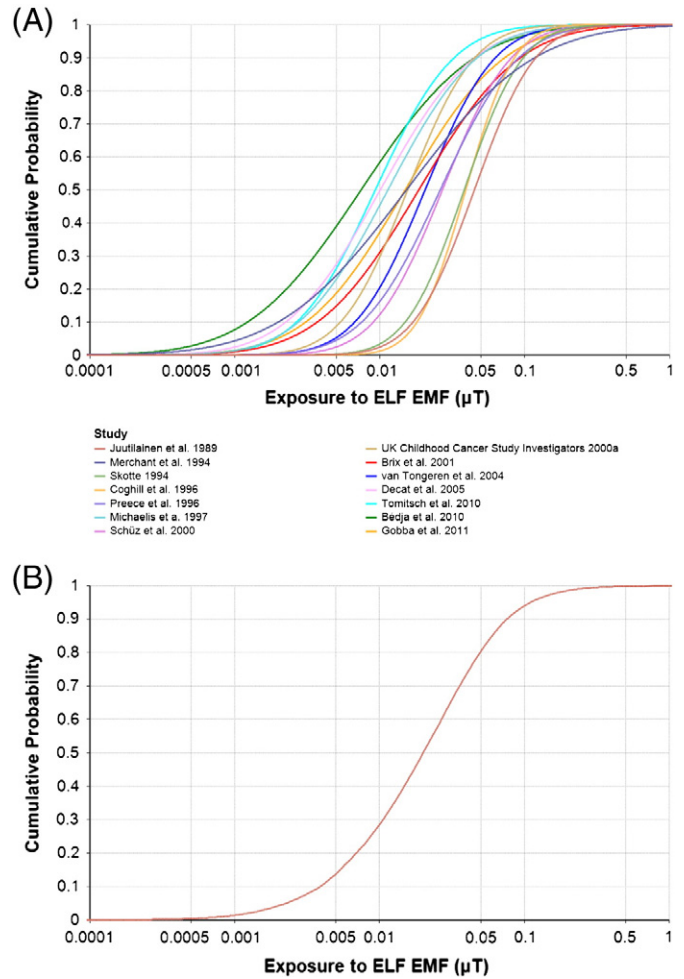 (A)
1
0.9
0.8
0.7
0.6
0.5
0.4
0.3
0.2
0.1
0
Cumulative Probability
0.0001 0.0005 0.001 0.005 0.01 0.05 0.1 0.5 1
Exposure to ELF EMF (µT)
Study
Juutilainen et al. 1989
Merchant et al. 1994
Skotte 1994
Coghill et al. 1996
Preece et al. 1996
Michaelis et a. 1997
Schüz et al. 2000
UK Childhood Cancer Study Investigators 2000a
Brix et al. 2001
van Tongeren et al. 2004
Decat et al. 2005
Tomitsch et al. 2010
Bedja et al. 2010
Gobba et al. 2011
(B)
1
0.9
0.8
0.7
0.6
0.5
0.4
0.3
0.2
0.1
0
Cumulative Probability
0.0001 0.0005 0.001 0.005 0.01 0.05 0.1 0.5 1
Exposure to ELF EMF (µT)